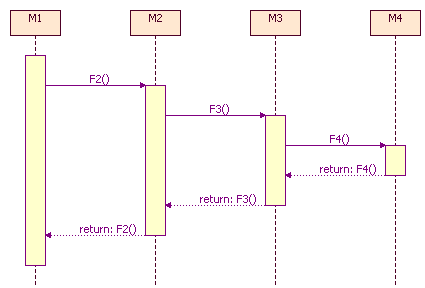 M1 M2 M3 M4
F2()
F3()
F4()
return: F4()
return: F3()
return: F2()